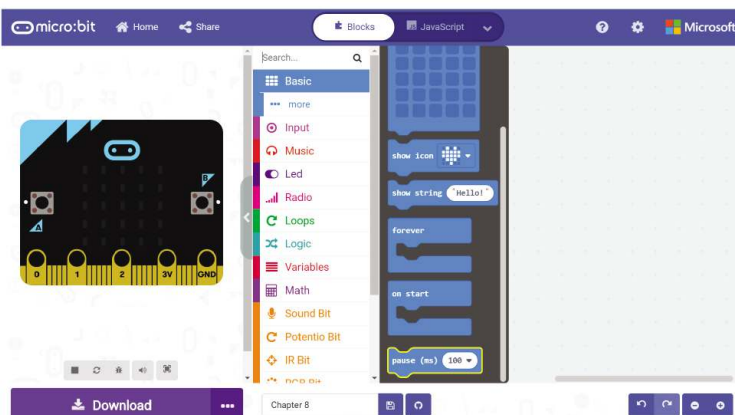 micro:bit Home Share Blocks JavaScript Microsoft
Search...
Basic
more
Input
Music
Led
Radio
Loops
Logic
Variables
Math
Sound Bit
Potentio Bit
IR Bit
show icon
show string "Hello!"
forever
on start
pause (ms) 100
B
A
0 1 2 3V GND
Download
Chapter 8